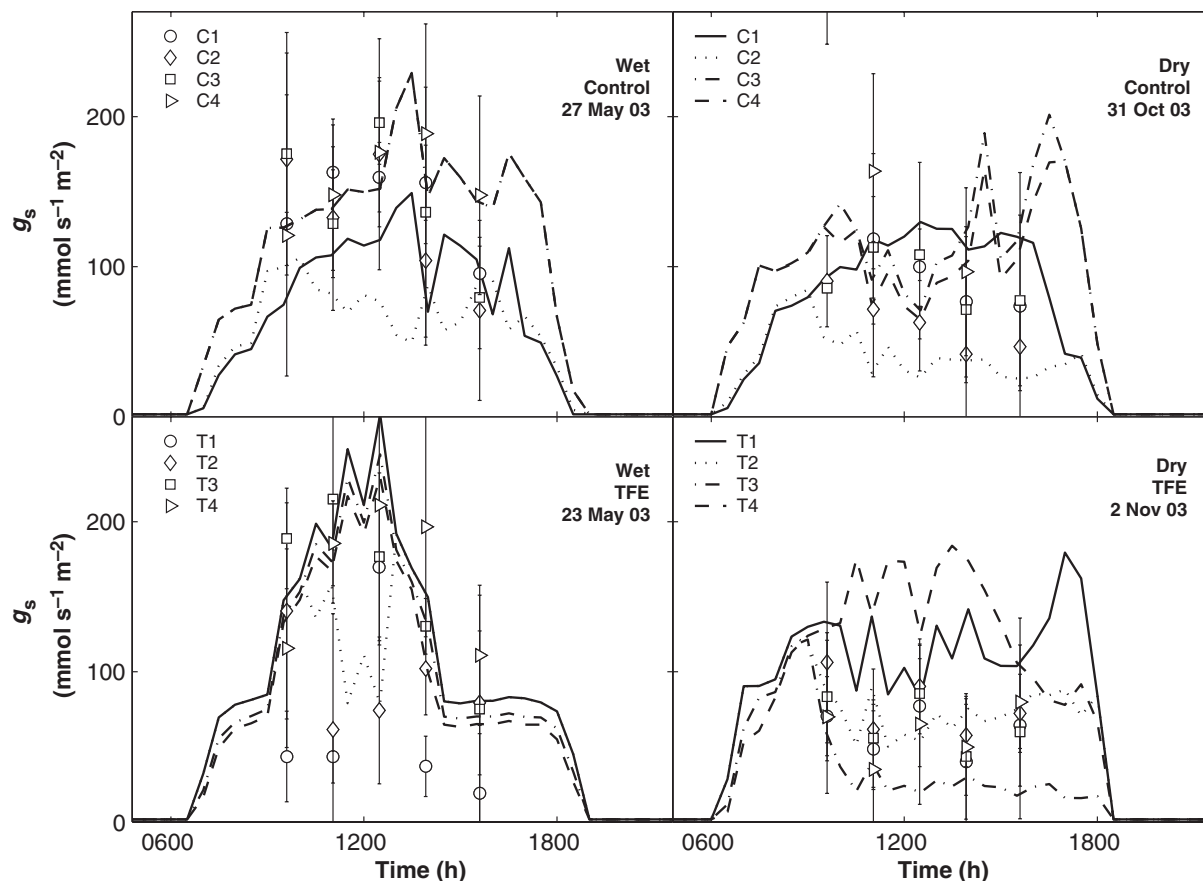 C1
C2
C3
C4
Wet
Control
27 May 03
C1
C2
C3
C4
Dry
Control
31 Oct 03
200
100
0
gs
(mmol s−1 m−2)
T1
T2
T3
T4
Wet
TFE
23 May 03
T1
T2
T3
T4
Dry
TFE
2 Nov 03
200
100
0
gs
(mmol s−1 m−2)
0600
1200
1800
0600
1200
1800
Time (h)
Time (h)